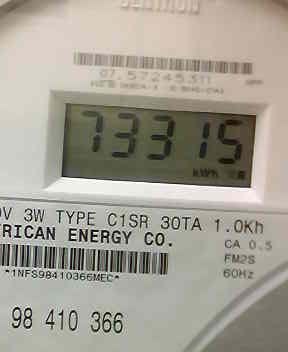 07.57245311
73315
kWh
0V 3W TYPE C1SR 30TA 1.0Kh
RICAN ENERGY CO.
CA 0.5
FM2S
60Hz
*1NFS98410366MEC*
98 410 366